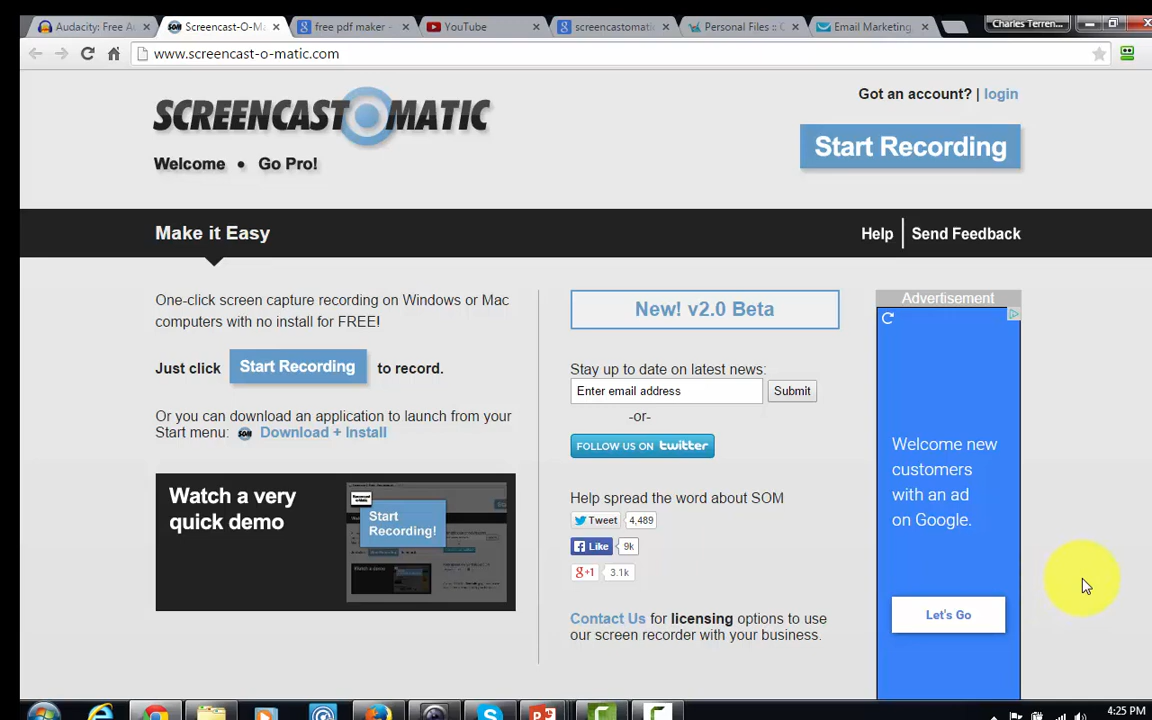 Audacity: Free Au
Screencast-O-Ma
free pdf maker -
YouTube
screencastomatic
Personal Files :: C
Email Marketing
Charles Terren...
www.screencast-o-matic.com
SCREENCAST O MATIC
Got an account? | login
Start Recording
Welcome • Go Pro!
Make it Easy
Help
Send Feedback
One-click screen capture recording on Windows or Mac
computers with no install for FREE!
Just click Start Recording to record.
Or you can download an application to launch from your
Start menu: SOM Download + Install
Watch a very
quick demo
Start
Recording!
New! v2.0 Beta
Stay up to date on latest news:
Enter email address Submit
-or-
FOLLOW US ON twitter
Help spread the word about SOM
Tweet 4,489
Like 9k
g+1 3.1k
Contact Us for licensing options to use
our screen recorder with your business.
Advertisement
Welcome new
customers
with an ad
on Google.
Let's Go
4:25 PM